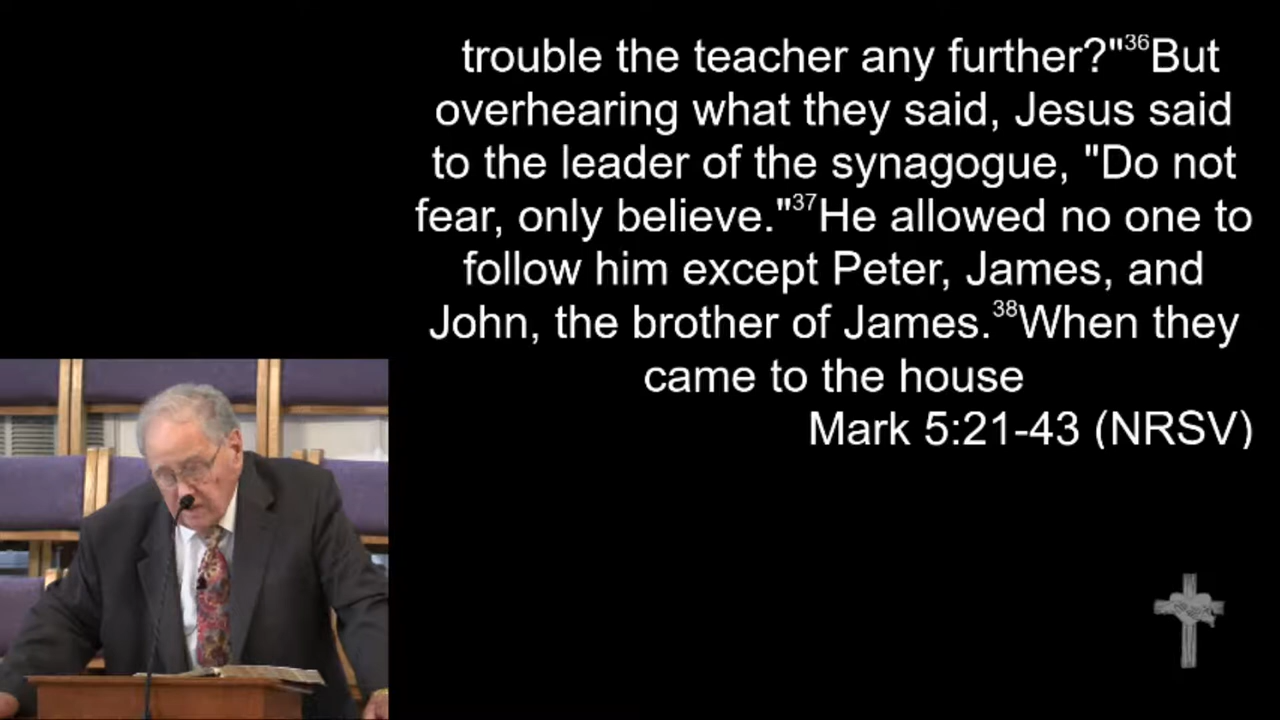 trouble the teacher any further?"36But
overhearing what they said, Jesus said
to the leader of the synagogue, "Do not
fear, only believe."37He allowed no one to
follow him except Peter, James, and
John, the brother of James.38When they
came to the house
Mark 5:21-43 (NRSV)